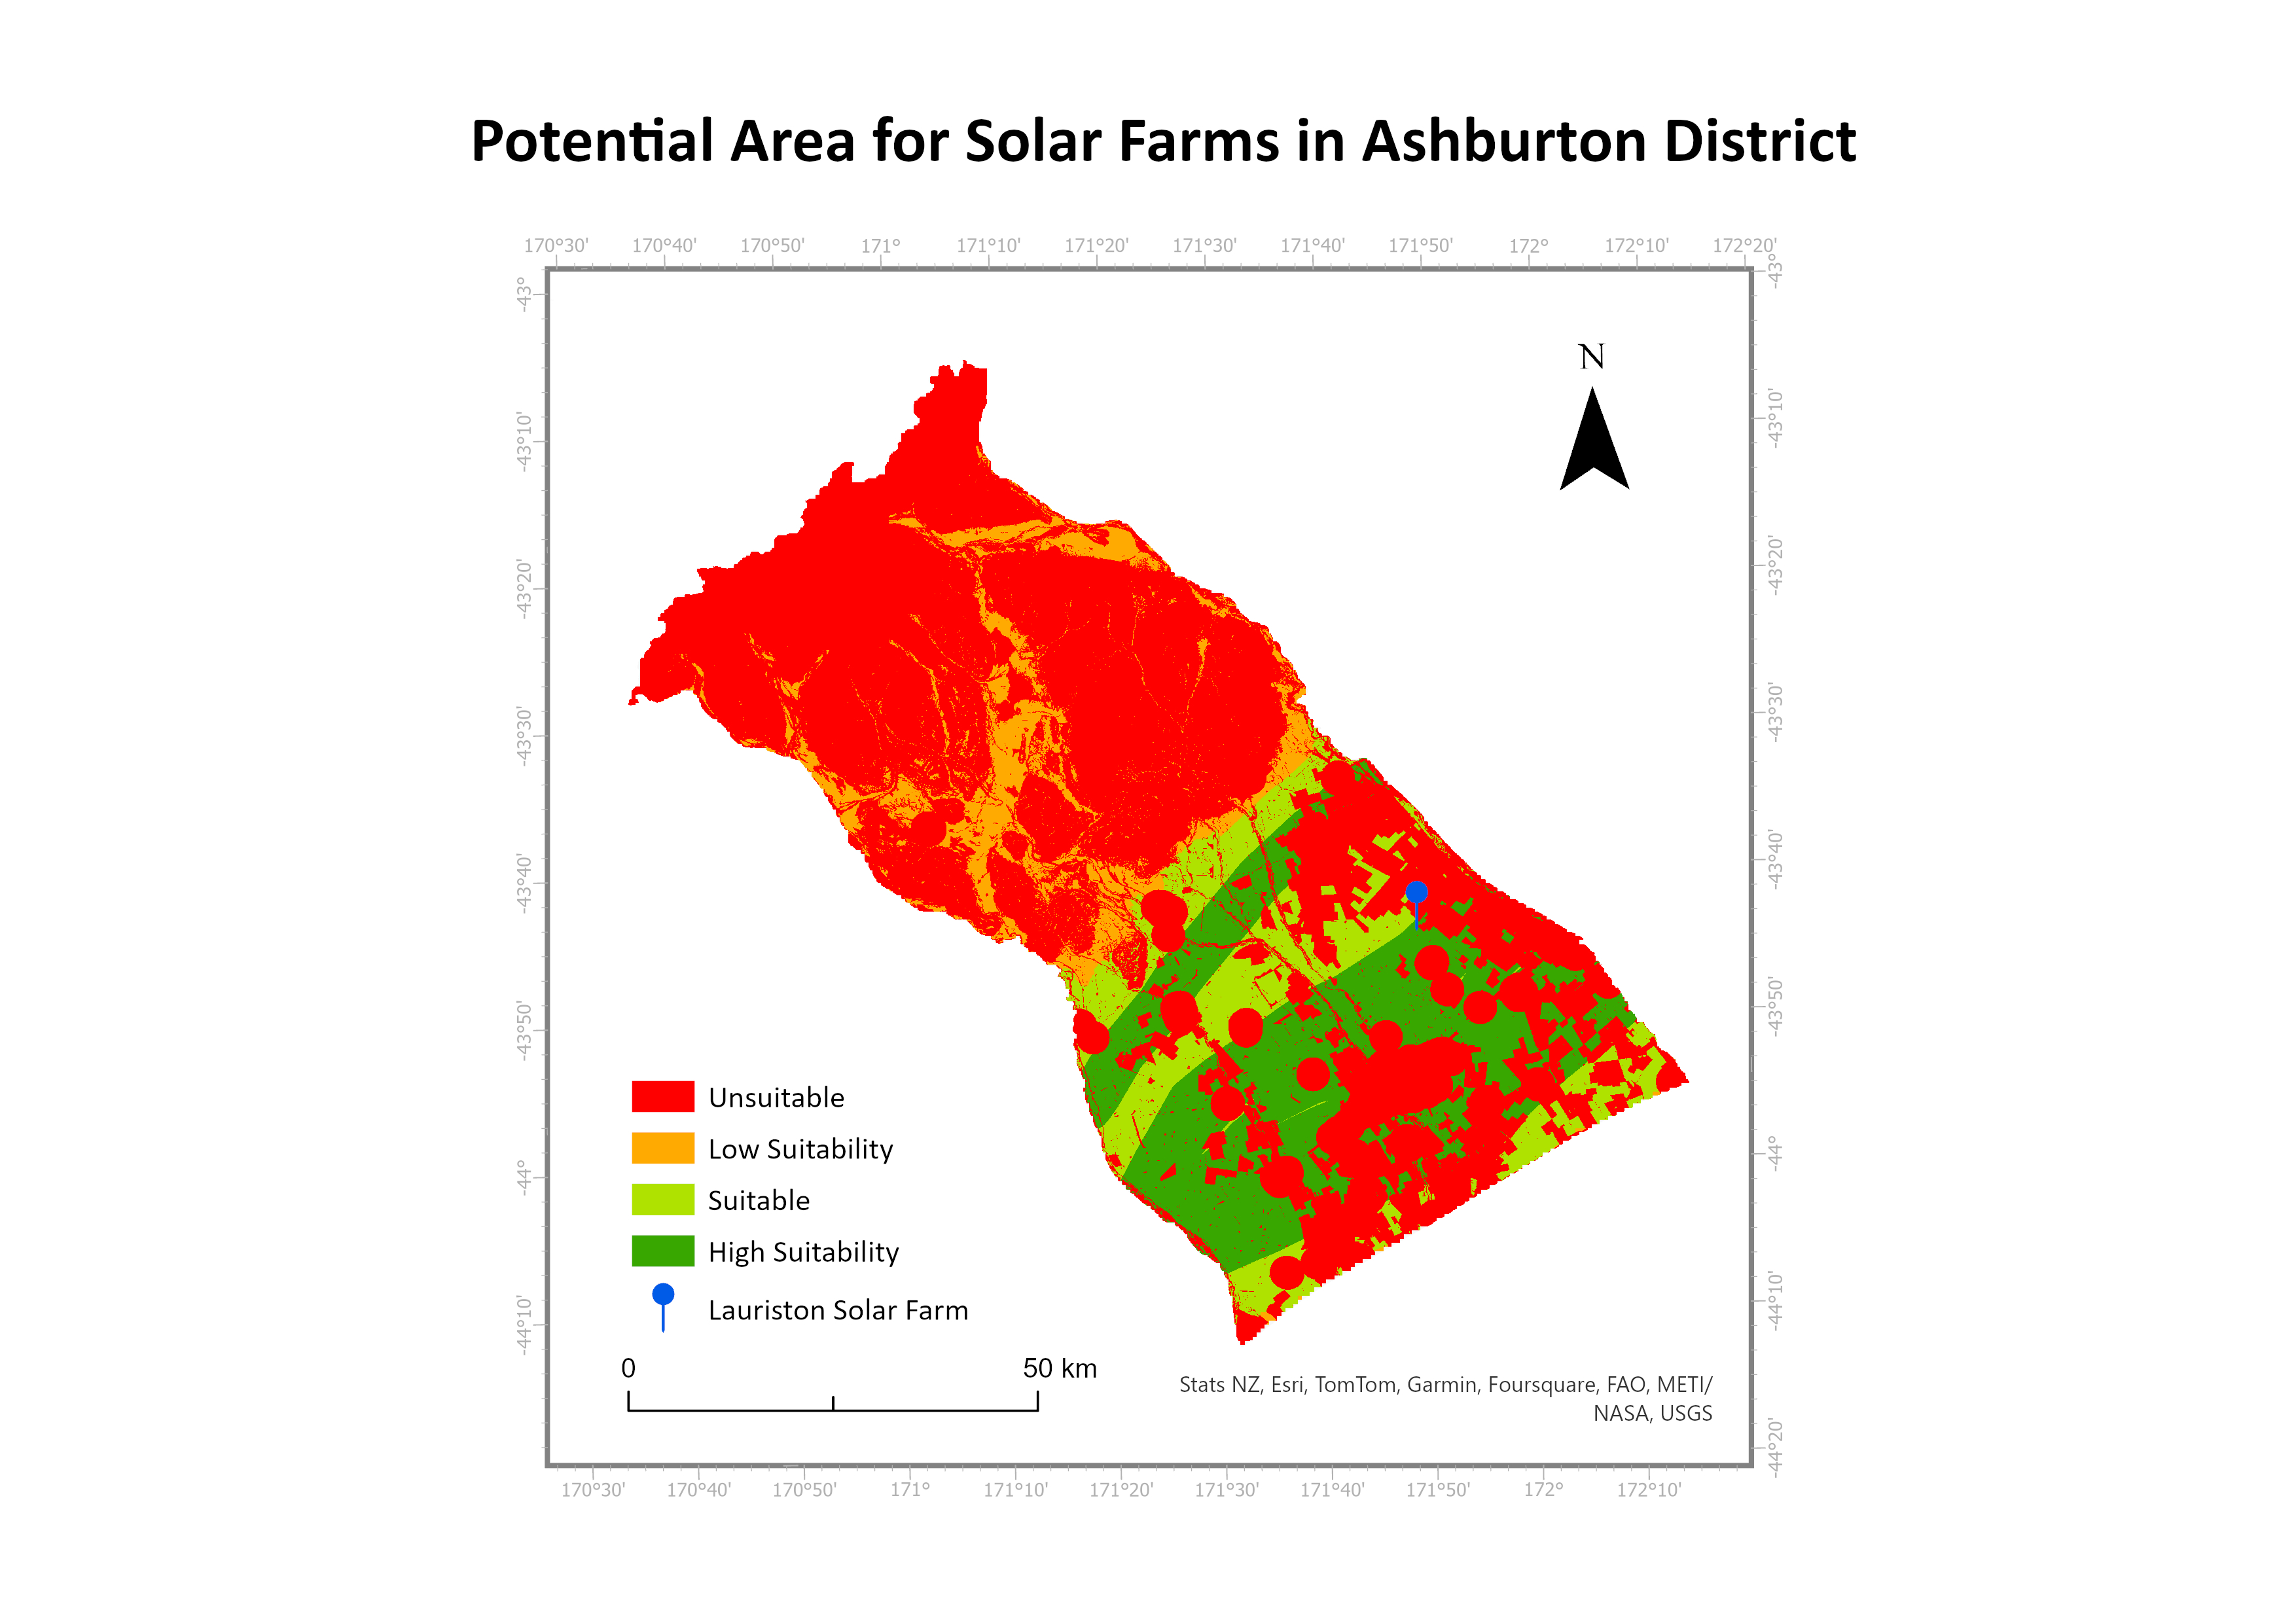 Potential Area for Solar Farms in Ashburton District
170°30' 170°40' 170°50' 171° 171°10' 171°20' 171°30' 171°40' 171°50' 172° 172°10' 172°20'
-43° -43°
N
-43°10' -43°10'
-43°20' -43°20'
-43°30' -43°30'
-43°40' -43°40'
-43°50' -43°50'
-44° -44°
-44°10' -44°10'
-44°20'
Unsuitable
Low Suitability
Suitable
High Suitability
Lauriston Solar Farm
0 50 km
Stats NZ, Esri, TomTom, Garmin, Foursquare, FAO, METI/
NASA, USGS
170°30' 170°40' 170°50' 171° 171°10' 171°20' 171°30' 171°40' 171°50' 172° 172°10'